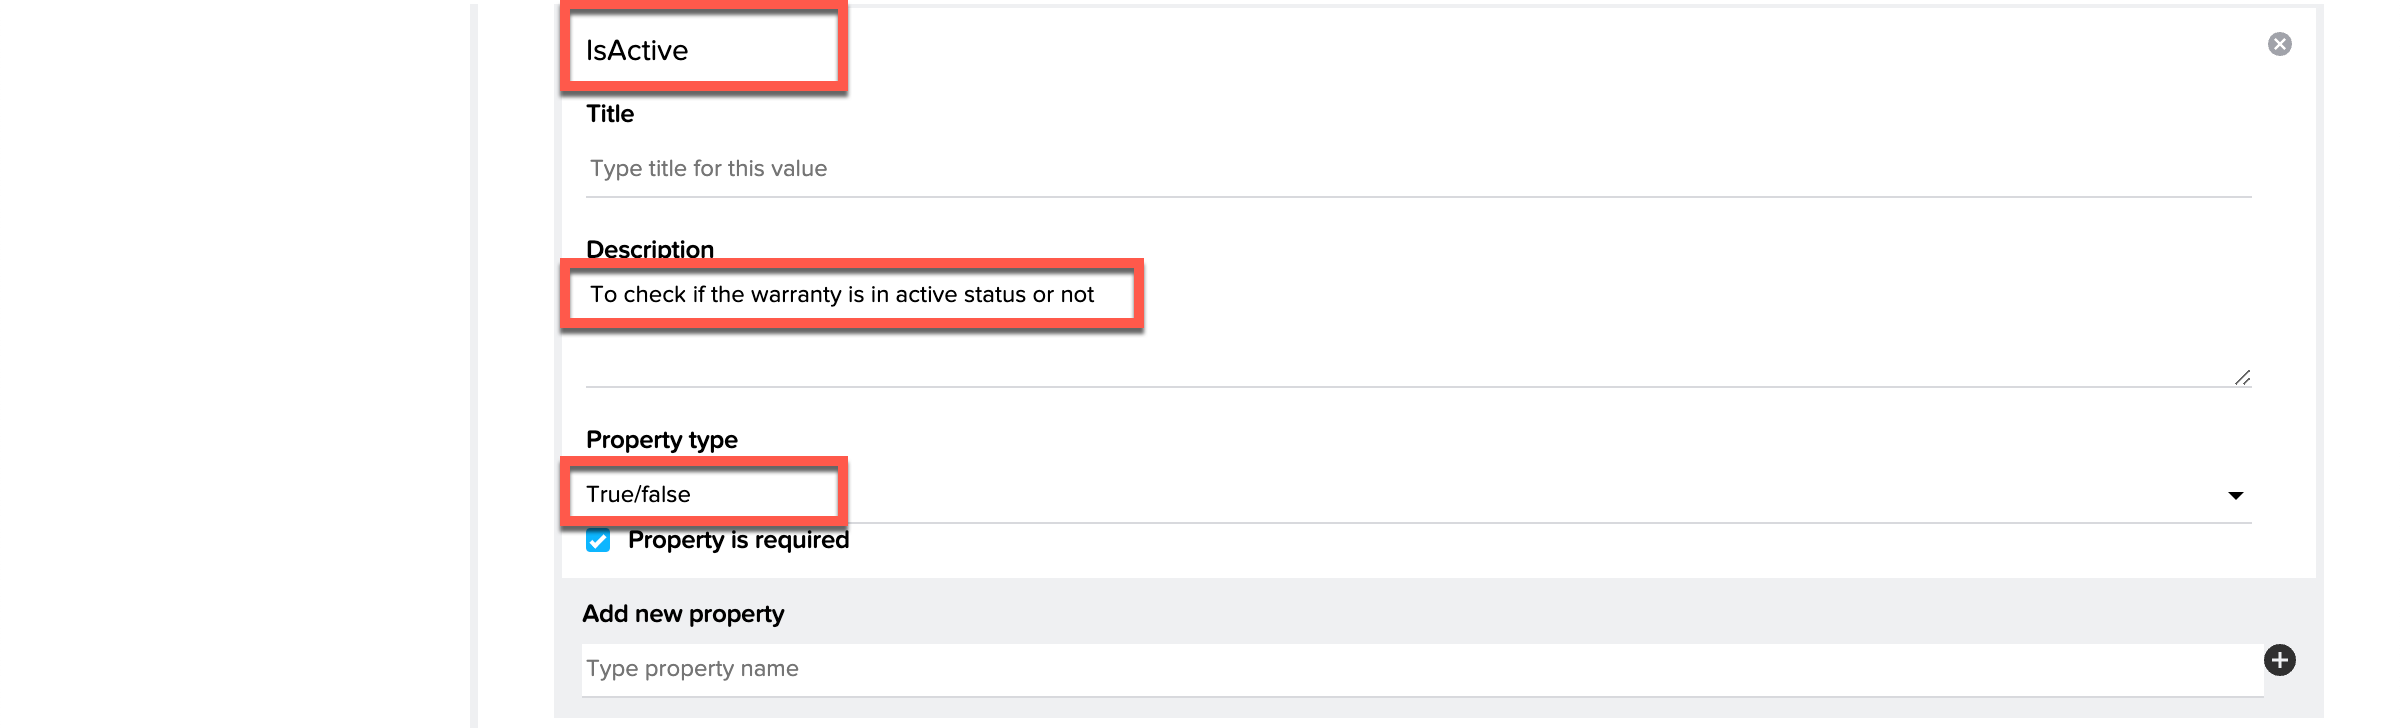 IsActive
Title
Type title for this value
Description
To check if the warranty is in active status or not
Property type
True/false
Property is required
Add new property
Type property name